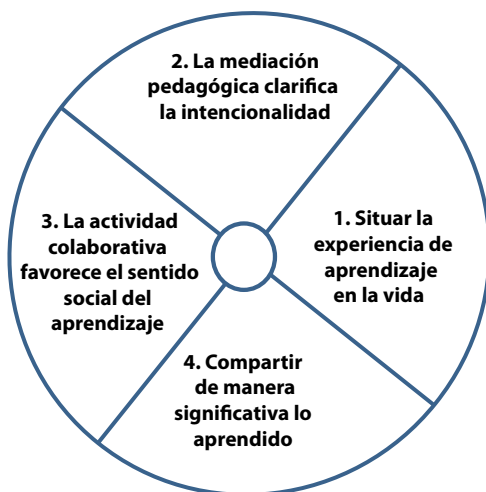 2. La mediación
pedagógica clarifica
la intencionalidad
1. Situar la
experiencia de
aprendizaje
en la vida
3. La actividad
colaborativa
favorece el sentido
social del
aprendizaje
4. Compartir
de manera
significativa lo
aprendido